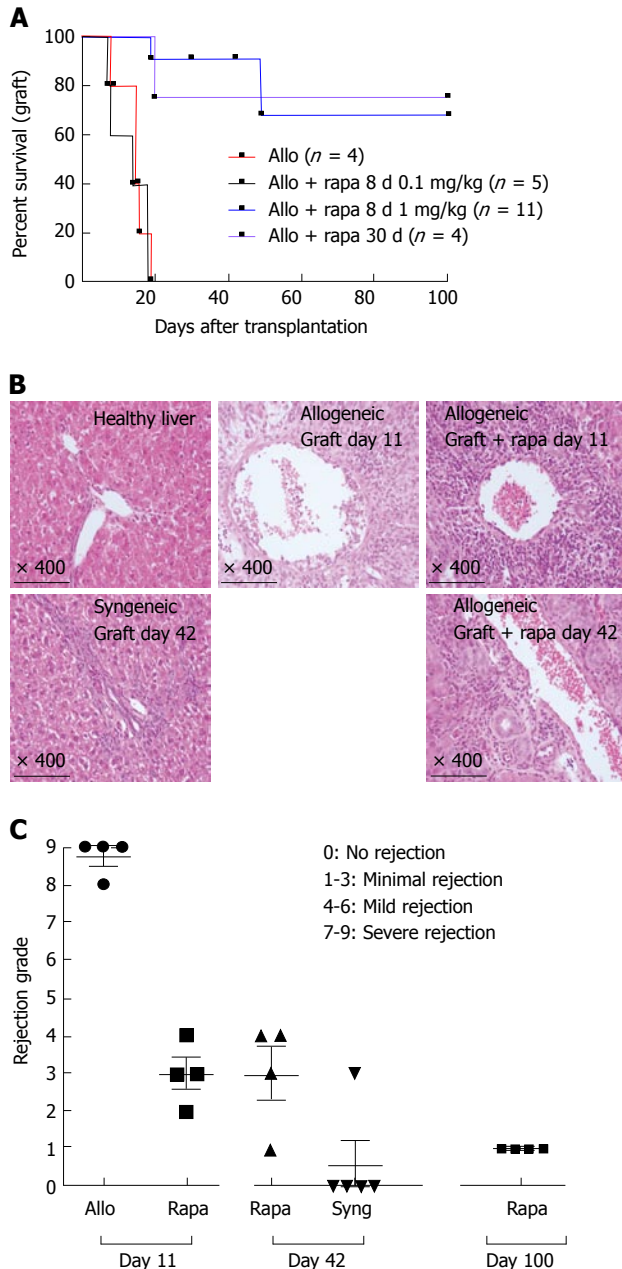 A
Percent survival (graft)
100
80
60
40
20
0
20
40
60
80
100
Days after transplantation
Allo (n = 4)
Allo + rapa 8 d 0.1 mg/kg (n = 5)
Allo + rapa 8 d 1 mg/kg (n = 11)
Allo + rapa 30 d (n = 4)
B
Healthy liver
× 400
Allogeneic
Graft day 11
× 400
Allogeneic
Graft + rapa day 11
× 400
Syngeneic
Graft day 42
× 400
Allogeneic
Graft + rapa day 42
× 400
C
Rejection grade
9
8
7
6
5
4
3
2
1
0
0: No rejection
1-3: Minimal rejection
4-6: Mild rejection
7-9: Severe rejection
Allo
Rapa
Rapa
Syng
Rapa
Day 11
Day 42
Day 100